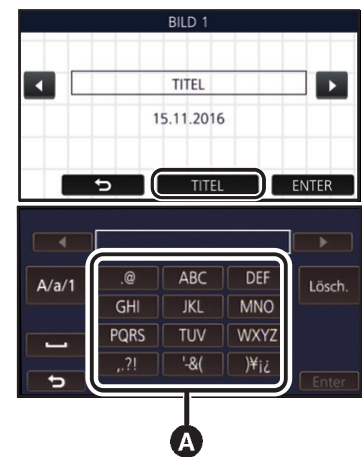 BILD 1
TITEL
15.11.2016
TITEL ENTER
A/a/1 .@ ABC DEF Lösch.
GHI JKL MNO
PQRS TUV WXYZ
,.?! '-&( )¥¡¿
Enter
A